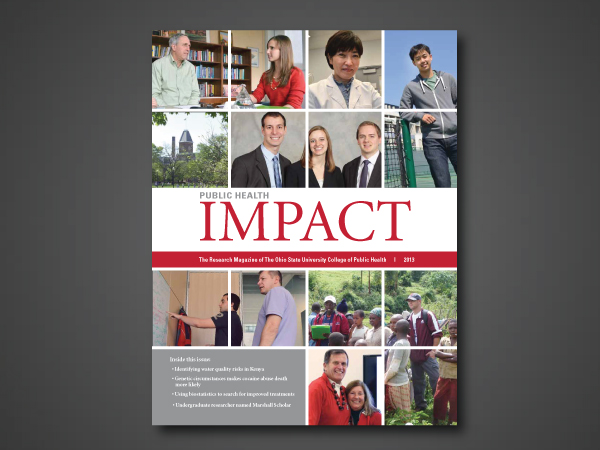 PUBLIC HEALTH
IMPACT
The Research Magazine of The Ohio State University College of Public Health | 2013
Inside this issue:
• Identifying water quality risks in Kenya
• Genetic circumstances makes cocaine abuse death
more likely
• Using biostatistics to search for improved treatments
• Undergraduate researcher named Marshall Scholar